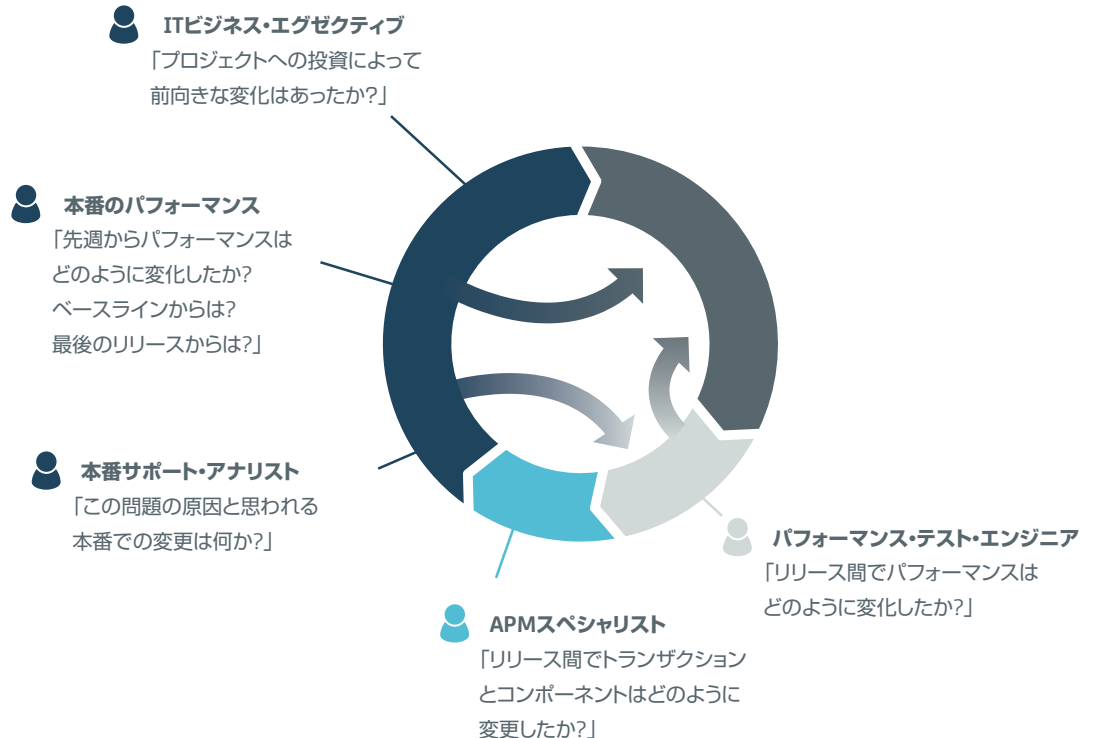 ITビジネス・エグゼクティブ
「プロジェクトへの投資によって
前向きな変化はあったか?」
本番のパフォーマンス
「先週からパフォーマンスは
どのように変化したか?
ベースラインからは?
最後のリリースからは?」
本番サポート・アナリスト
「この問題の原因と思われる
本番での変更は何か?」
パフォーマンス・テスト・エンジニア
「リリース間でパフォーマンスは
どのように変化したか?」
APMスペシャリスト
「リリース間でトランザクション
とコンポーネントはどのように
変更したか?」